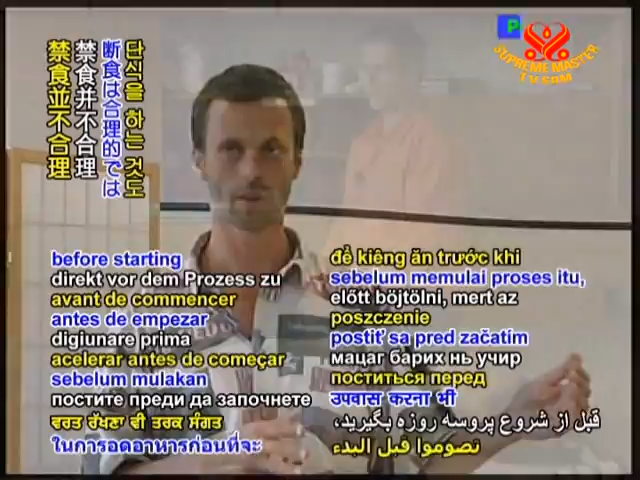 P
SUPREME MASTER
TV 5AM
禁食並不合理
禁食并不合理
断食は合理的では
단식을 하는 것도
before starting
direkt vor dem Prozess zu
avant de commencer
antes de empezar
digiunare prima
acelerar antes de começar
sebelum mulakan
постите преди да започнете
ਵਰਤ ਰੱਖਣਾ ਵੀ ਤਰਕ ਸੰਗਤ
ในการอดอาหารก่อนที่จะ
để kiêng ăn trước khi
sebelum memulai proses itu,
előtt böjtölni, mert az
poszczenie
postiť sa pred začatím
мацаг барих нь учир
поститься перед
उपवास करना भी
قبل از شروع پروسه روزه بگیرید،
تصوموا قبل البدء